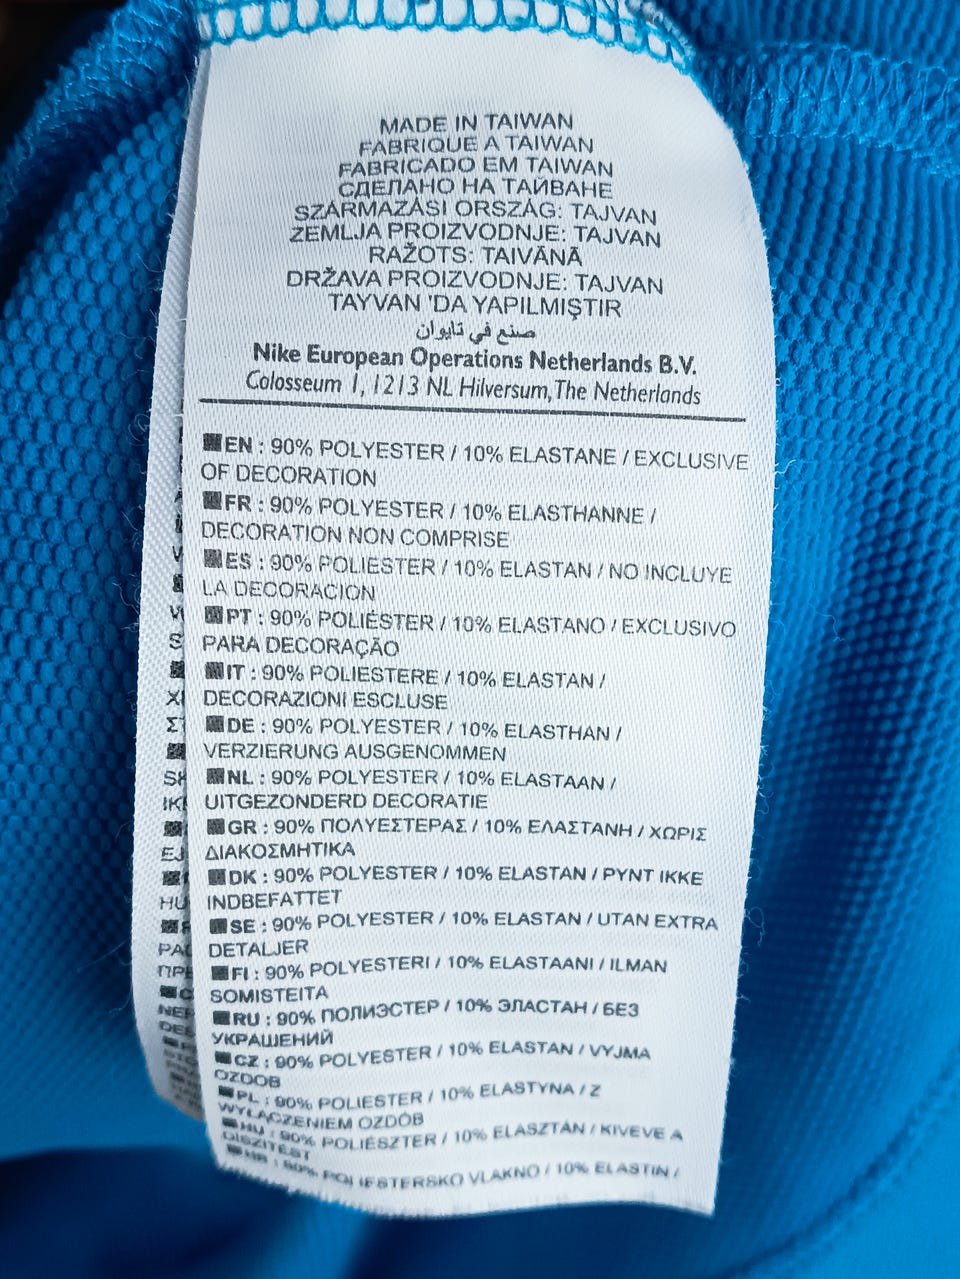 MADE IN TAIWAN
FABRIQUE A TAIWAN
FABRICADO EM TAIWAN
СДЕЛАНО НА ТАЙВАНЕ
SZÁRMAZÁSI ORSZÁG: TAJVAN
ZEMLJA PROIZVODNJE: TAJVAN
RAŽOTS: TAIVĀNĀ
DRŽAVA PROIZVODNJE: TAJVAN
TAYVAN 'DA YAPILMIŞTIR
صنع في تايوان
Nike European Operations Netherlands B.V.
Colosseum 1, 1213 NL Hilversum, The Netherlands
EN : 90% POLYESTER / 10% ELASTANE / EXCLUSIVE
OF DECORATION
FR : 90% POLYESTER / 10% ELASTHANNE /
DECORATION NON COMPRISE
ES : 90% POLIESTER / 10% ELASTAN / NO INCLUYE
LA DECORACION
PT : 90% POLIÉSTER / 10% ELASTANO / EXCLUSIVO
PARA DECORAÇÃO
IT : 90% POLIESTERE / 10% ELASTAN /
DECORAZIONI ESCLUSE
DE : 90% POLYESTER / 10% ELASTHAN /
VERZIERUNG AUSGENOMMEN
NL : 90% POLYESTER / 10% ELASTAAN /
UITGEZONDERD DECORATIE
GR : 90% ΠΟΛΥΕΣΤΕΡΑΣ / 10% ΕΛΑΣΤΑΝΗ / ΧΩΡΙΣ
ΔΙΑΚΟΣΜΗΤΙΚΑ
DK : 90% POLYESTER / 10% ELASTAN / PYNT IKKE
INDBEFATTET
SE : 90% POLYESTER / 10% ELASTAN / UTAN EXTRA
DETALJER
FI : 90% POLYESTERI / 10% ELASTAANI / ILMAN
SOMISTEITA
RU : 90% ПОЛИЭСТЕР / 10% ЭЛАСТАН / БЕЗ
УКРАШЕНИЙ
CZ : 90% POLYESTER / 10% ELASTAN / VYJMA
OZDOB
PL : 90% POLIESTER / 10% ELASTYNA / Z
WYŁĄCZENIEM OZDÓB
HU : 90% POLIÉSZTER / 10% ELASZTÁN / KIVEVE A
DISZITÉST
HR : 90% POLIESTERSKO VLAKNO / 10% ELASTIN /